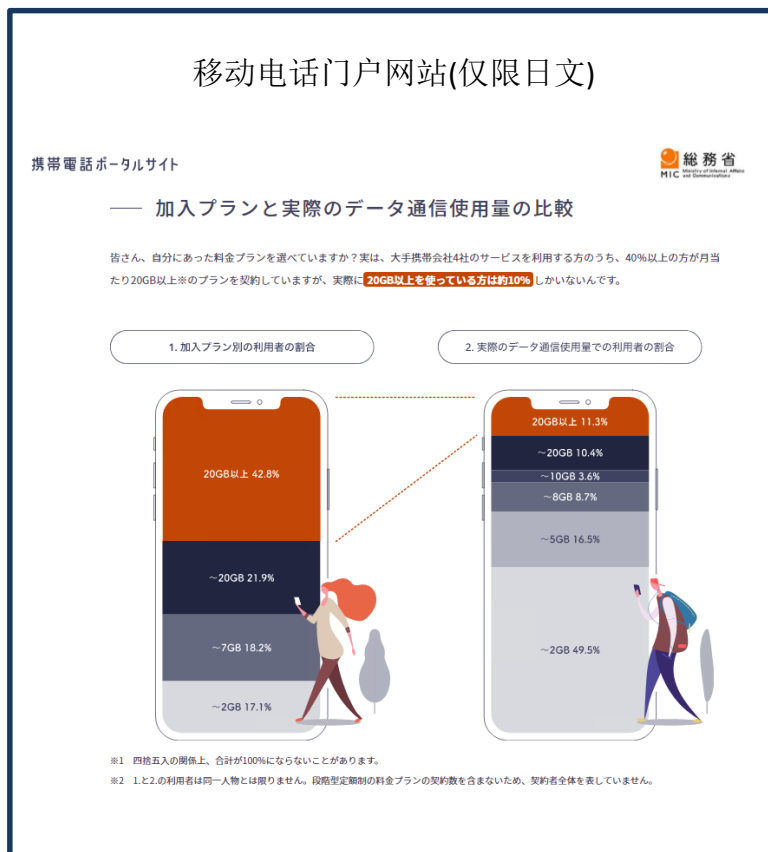 移动电话门户网站(仅限日文)
携帯電話ポータルサイト
総務省
MIC Ministry of Internal Affairs
and Communications
加入プランと実際のデータ通信使用量の比較
皆さん、自分にあった料金プランを選べていますか？実は、大手携帯会社4社のサービスを利用する方のうち、40％以上の方が月当
たり20GB以上※のプランを契約していますが、実際に20GB以上を使っている方は約10%しかいないんです。
1. 加入プラン別の利用者の割合
20GB以上 42.8%
～20GB 21.9%
～7GB 18.2%
～2GB 17.1%
2. 実際のデータ通信使用量での利用者の割合
20GB以上 11.3%
～20GB 10.4%
～10GB 3.6%
～8GB 8.7%
～5GB 16.5%
～2GB 49.5%
※1 四捨五入の関係上、合計が100%にならないことがあります。
※2 1.と2.の利用者は同一人物とは限りません。段階型定額制の料金プランの契約数を含まないため、契約者全体を表していません。